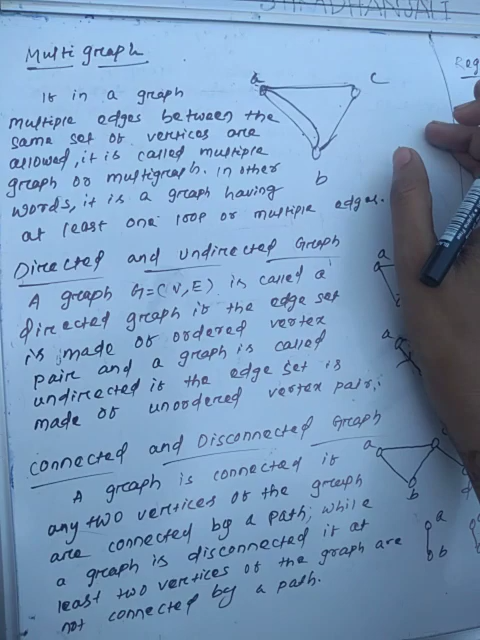 SHRADHANJALI
Multi graph
If in a graph
multiple edges between the
same set of vertices are
allowed, it is called multiple
graph or multigraph. In other
words, it is a graph having
at least one loop or multiple edges.
a
c
b
Directed and Undirected Graph
A graph G=(V,E) is called a
directed graph if the edge set
is made of ordered vertex
pair and a graph is called
undirected if the edge set is
made of unordered vertex pair.
a
a
Connected and Disconnected Graph
A graph is connected if
any two vertices of the graph
are connected by a path; while
a graph is disconnected if at
least two vertices of the graph are
not connected by a path.
a
b
d
a
b
Reg